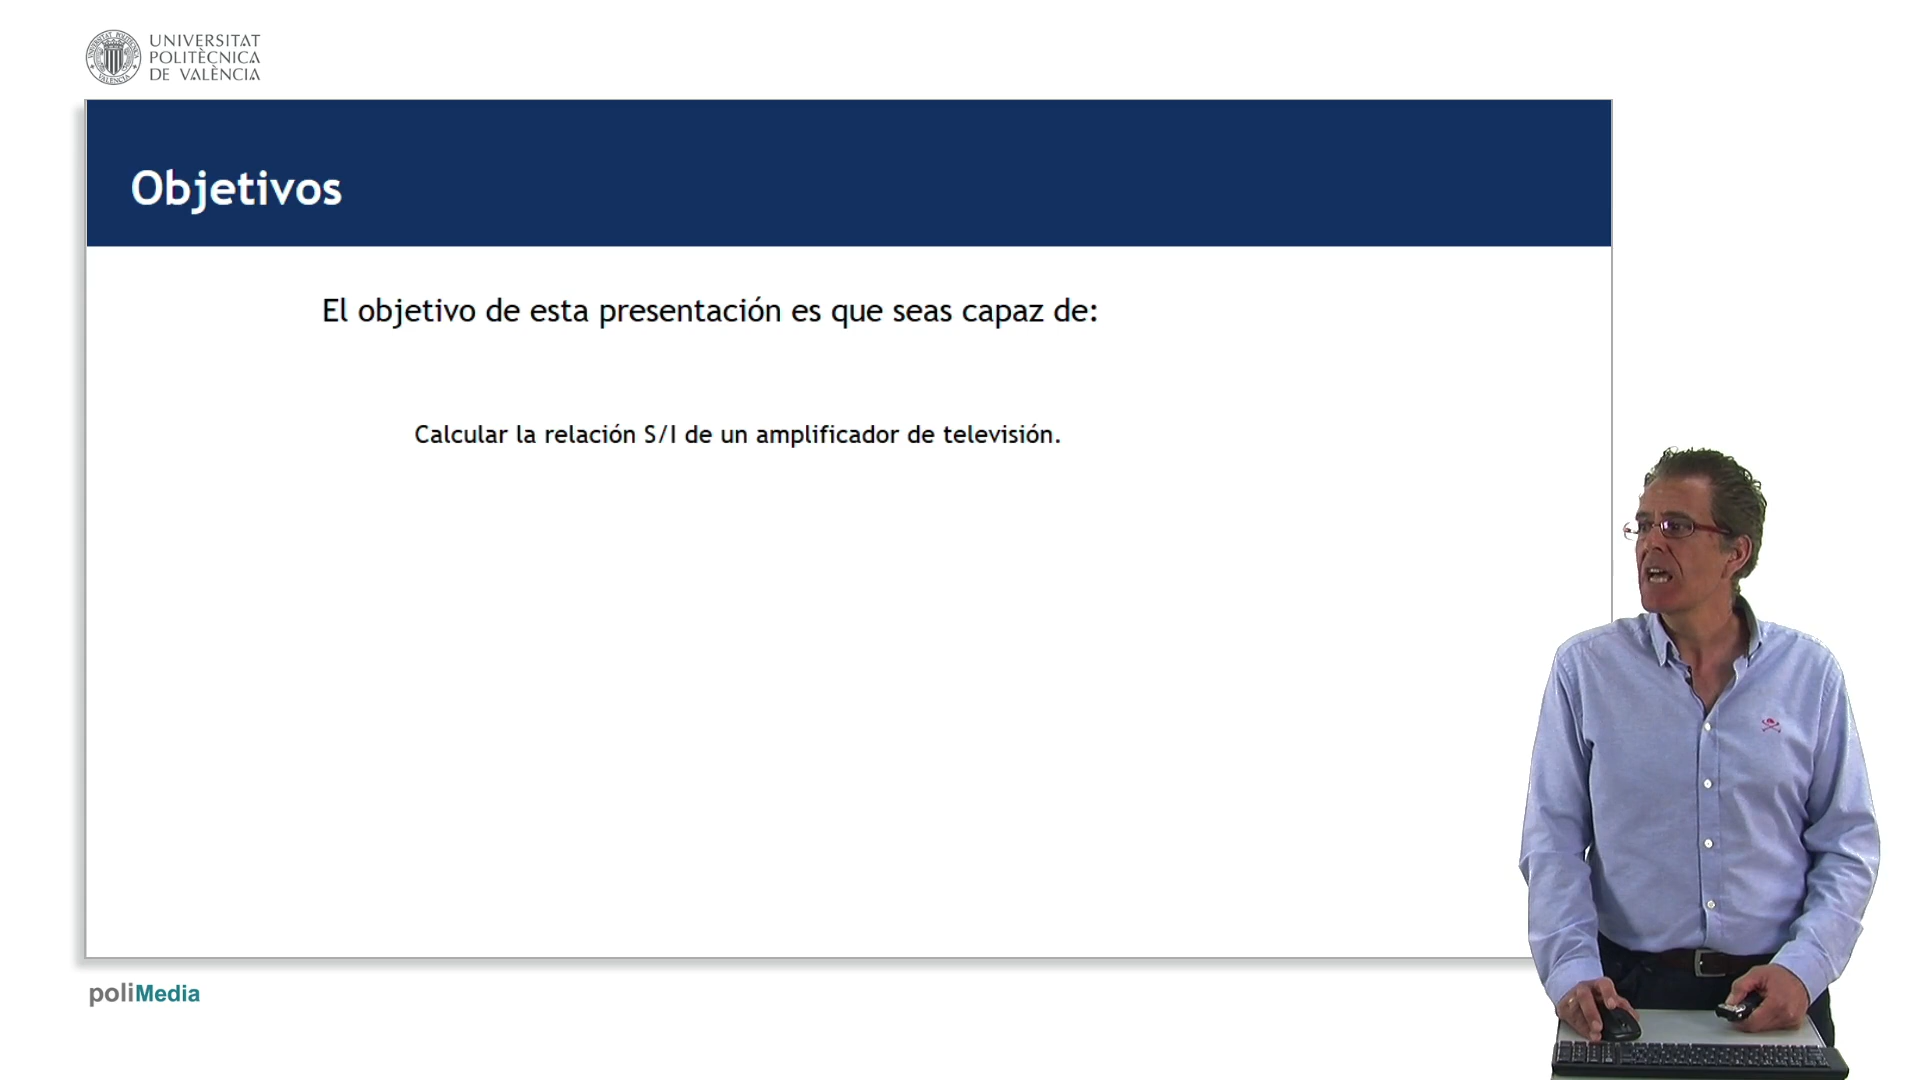 UNIVERSITAT
POLITÈCNICA
DE VALÈNCIA
Objetivos
El objetivo de esta presentación es que seas capaz de:
Calcular la relación S/I de un amplificador de televisión.
poliMedia